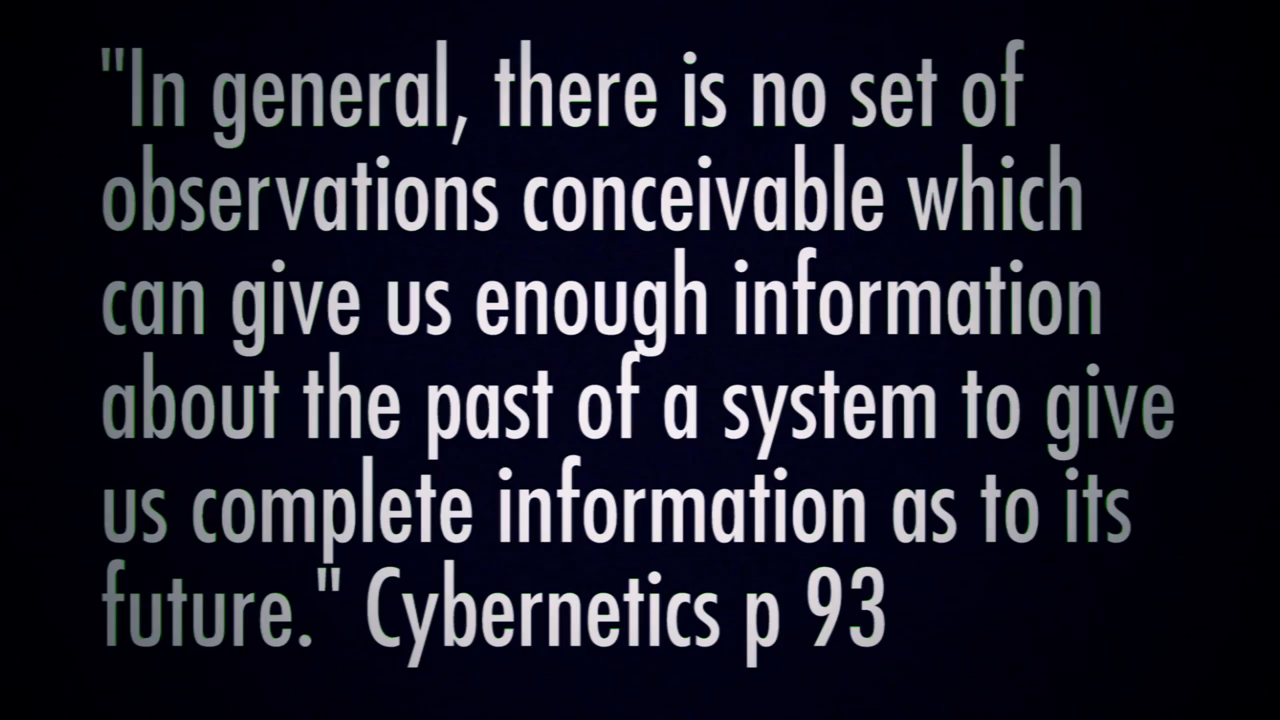 "In general, there is no set of
observations conceivable which
can give us enough information
about the past of a system to give
us complete information as to its
future." Cybernetics p 93